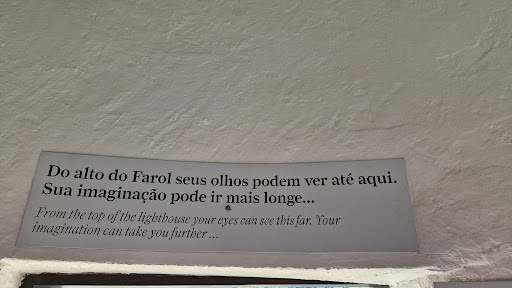 Do alto do Farol seus olhos podem ver até aqui.
Sua imaginação pode ir mais longe...
From the top of the lighthouse your eyes can see this far. Your
imagination can take you further ...